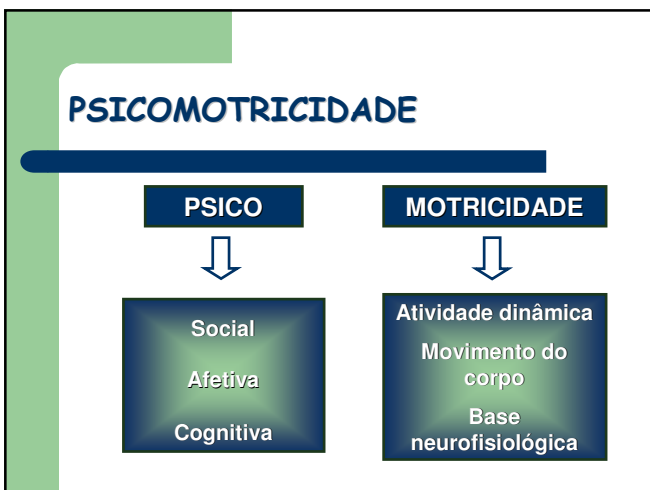 PSICOMOTRICIDADE
PSICO
MOTRICIDADE
Social
Afetiva
Cognitiva
Atividade dinâmica
Movimento do
corpo
Base
neurofisiológica